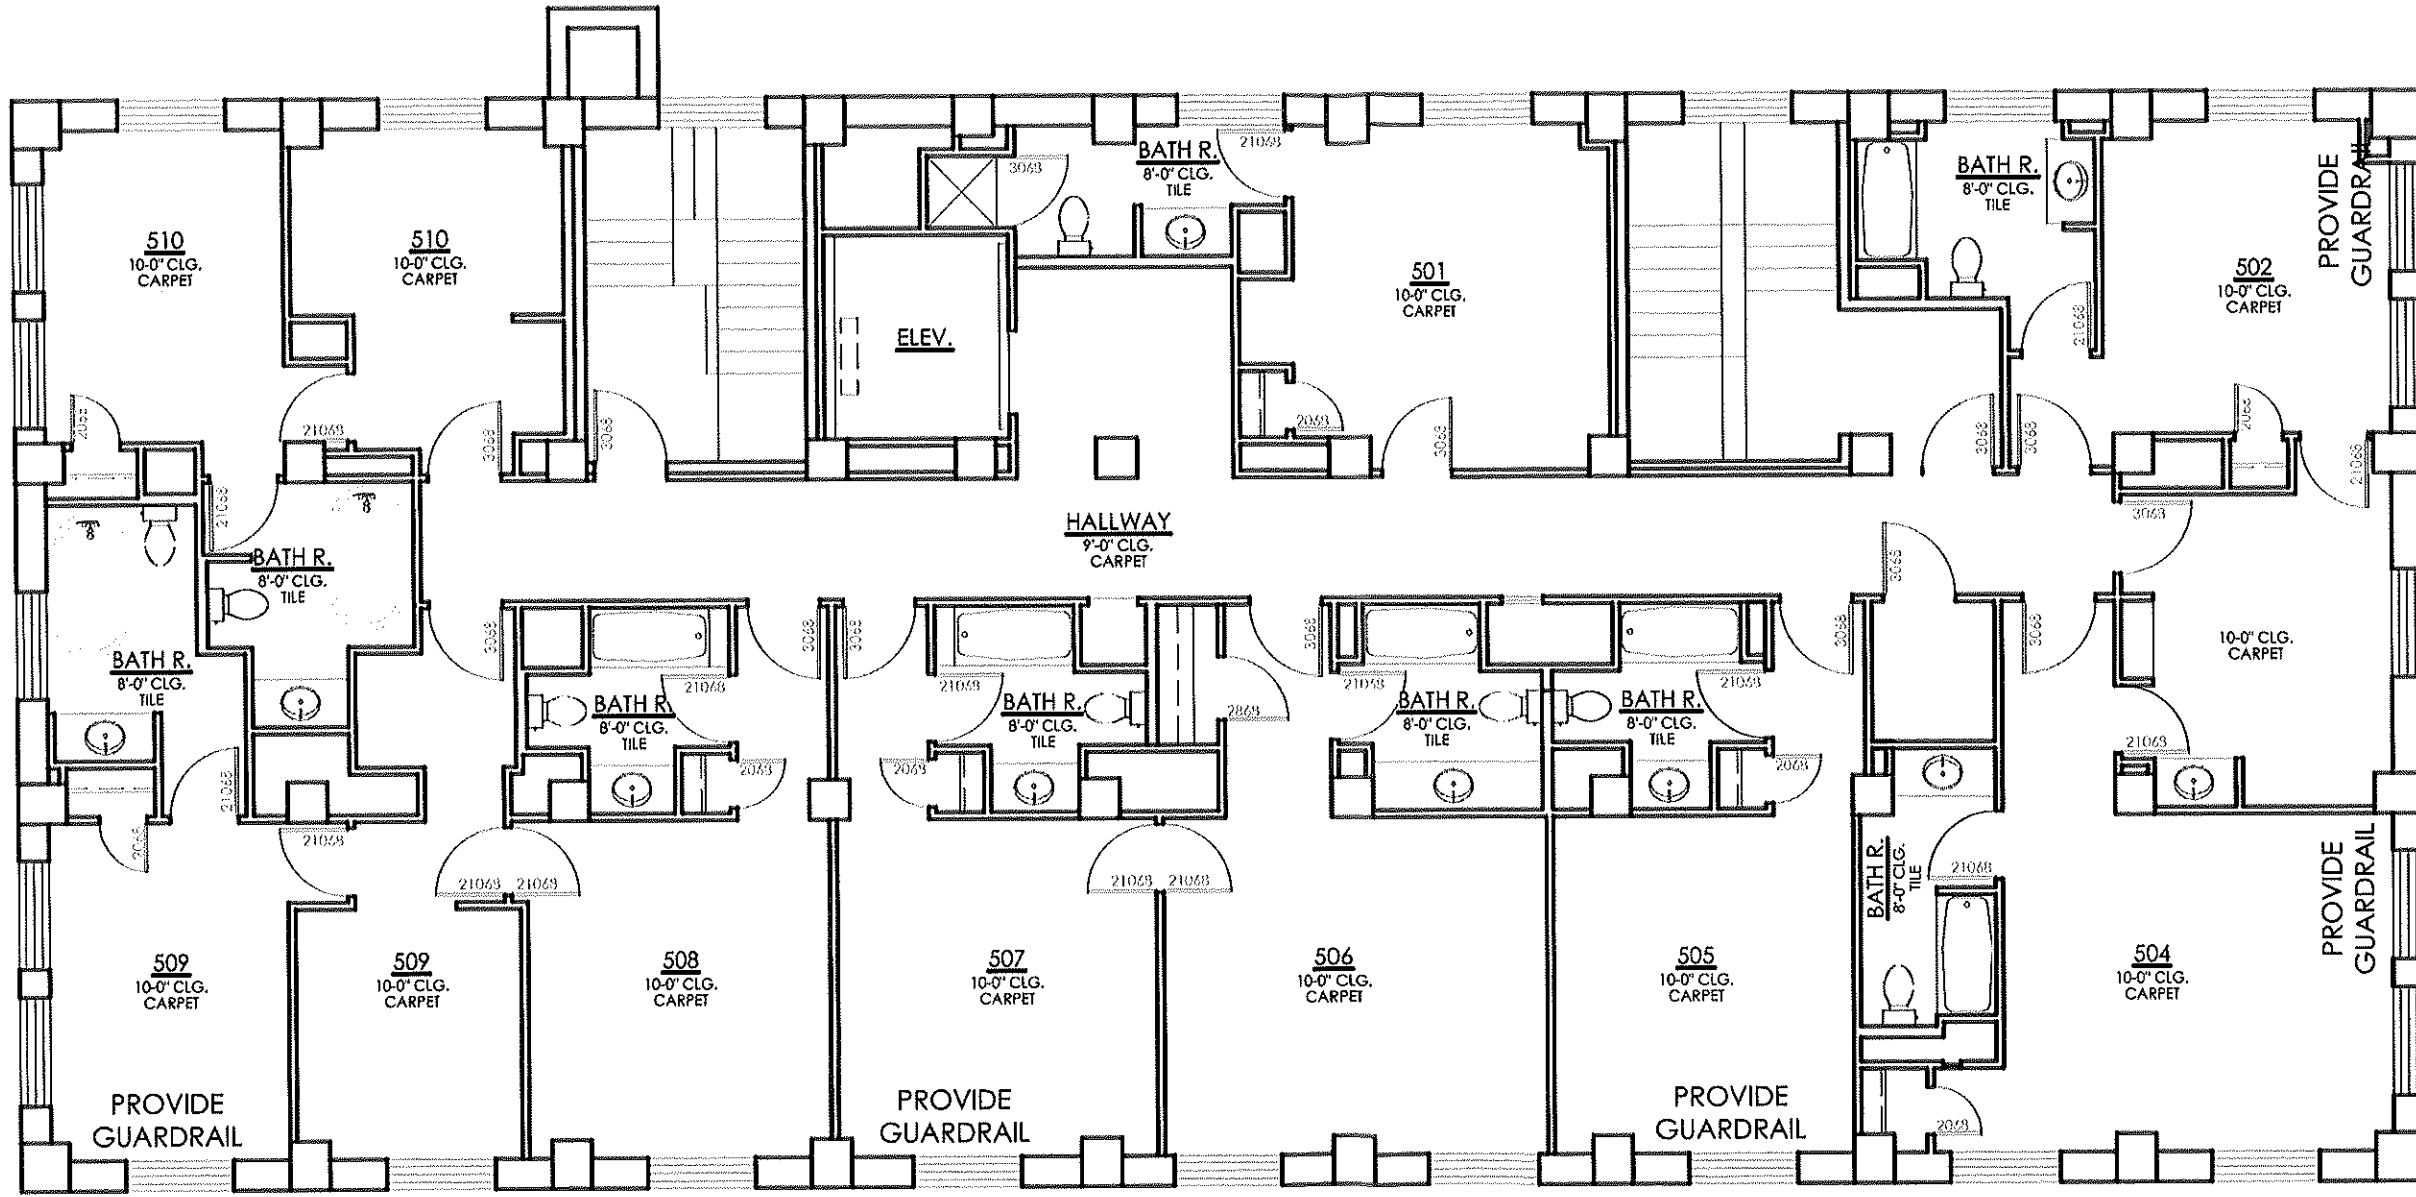 21068
BATH R.
8'-0" CLG.
TILE
3068
BATH R.
8'-0" CLG.
TILE
PROVIDE
GUARDRAIL
510
10-0" CLG.
CARPET
510
10-0" CLG.
CARPET
501
10-0" CLG.
CARPET
502
10-0" CLG.
CARPET
ELEV.
21068
2068
21068
3068
3068
2068
3068
3068
3068
2068
21068
21068
3068
HALLWAY
9'-0" CLG.
CARPET
BATH R.
8'-0" CLG.
TILE
3068
3068
3068
3068
3068
3068
3068
10-0" CLG.
CARPET
BATH R.
8'-0" CLG.
TILE
21068
21068
21068
21068
BATH R.
8'-0" CLG.
TILE
BATH R.
8'-0" CLG.
TILE
2868
BATH R.
8'-0" CLG.
TILE
BATH R.
8'-0" CLG.
TILE
21068
21068
2068
2068
2068
2068
21068
21068
21068
21068
21068
21068
BATH R.
8'-0" CLG.
TILE
PROVIDE
GUARDRAIL
509
10-0" CLG.
CARPET
509
10-0" CLG.
CARPET
508
10-0" CLG.
CARPET
507
10-0" CLG.
CARPET
506
10-0" CLG.
CARPET
505
10-0" CLG.
CARPET
504
10-0" CLG.
CARPET
PROVIDE
GUARDRAIL
PROVIDE
GUARDRAIL
PROVIDE
GUARDRAIL
2068